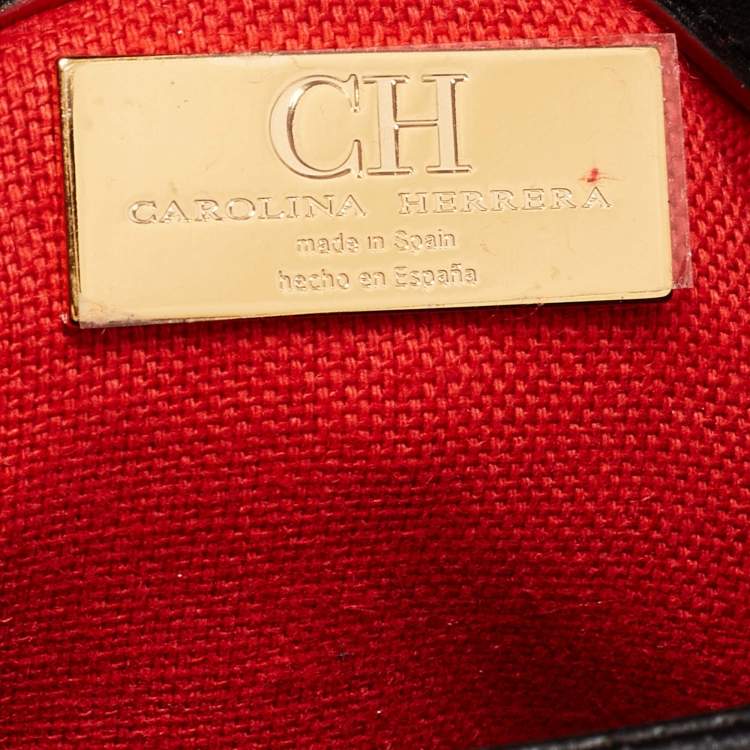 CH
CAROLINA HERRERA
made in Spain
hecho en España